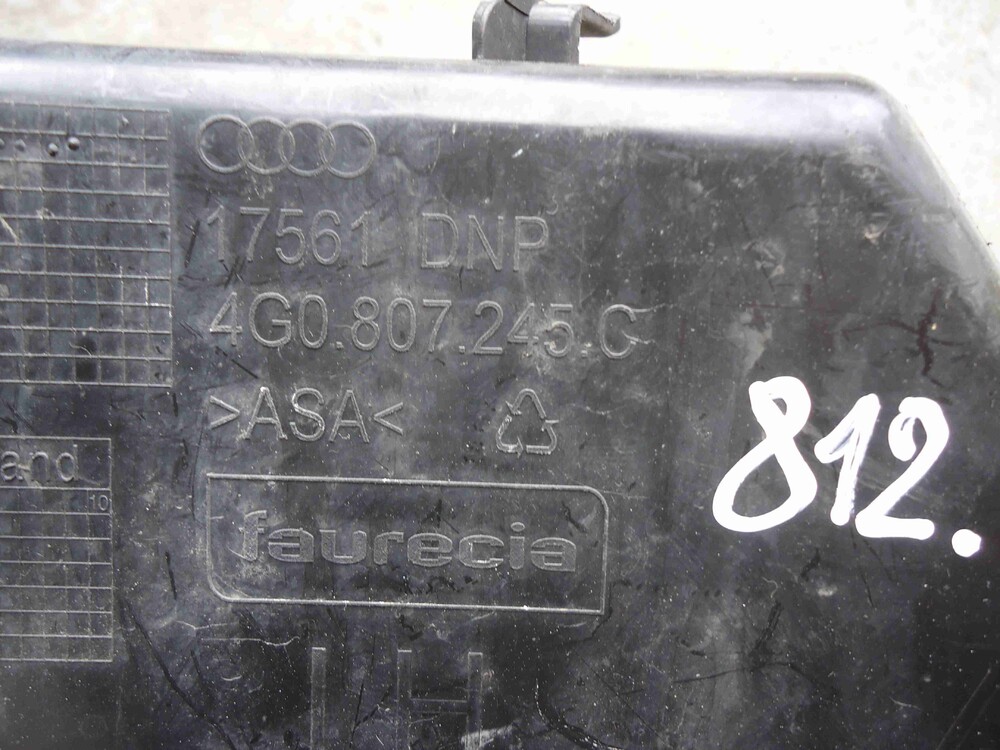 17561 DNP
4G0.807.245.C
>ASA<
812.
and
10
faurecia